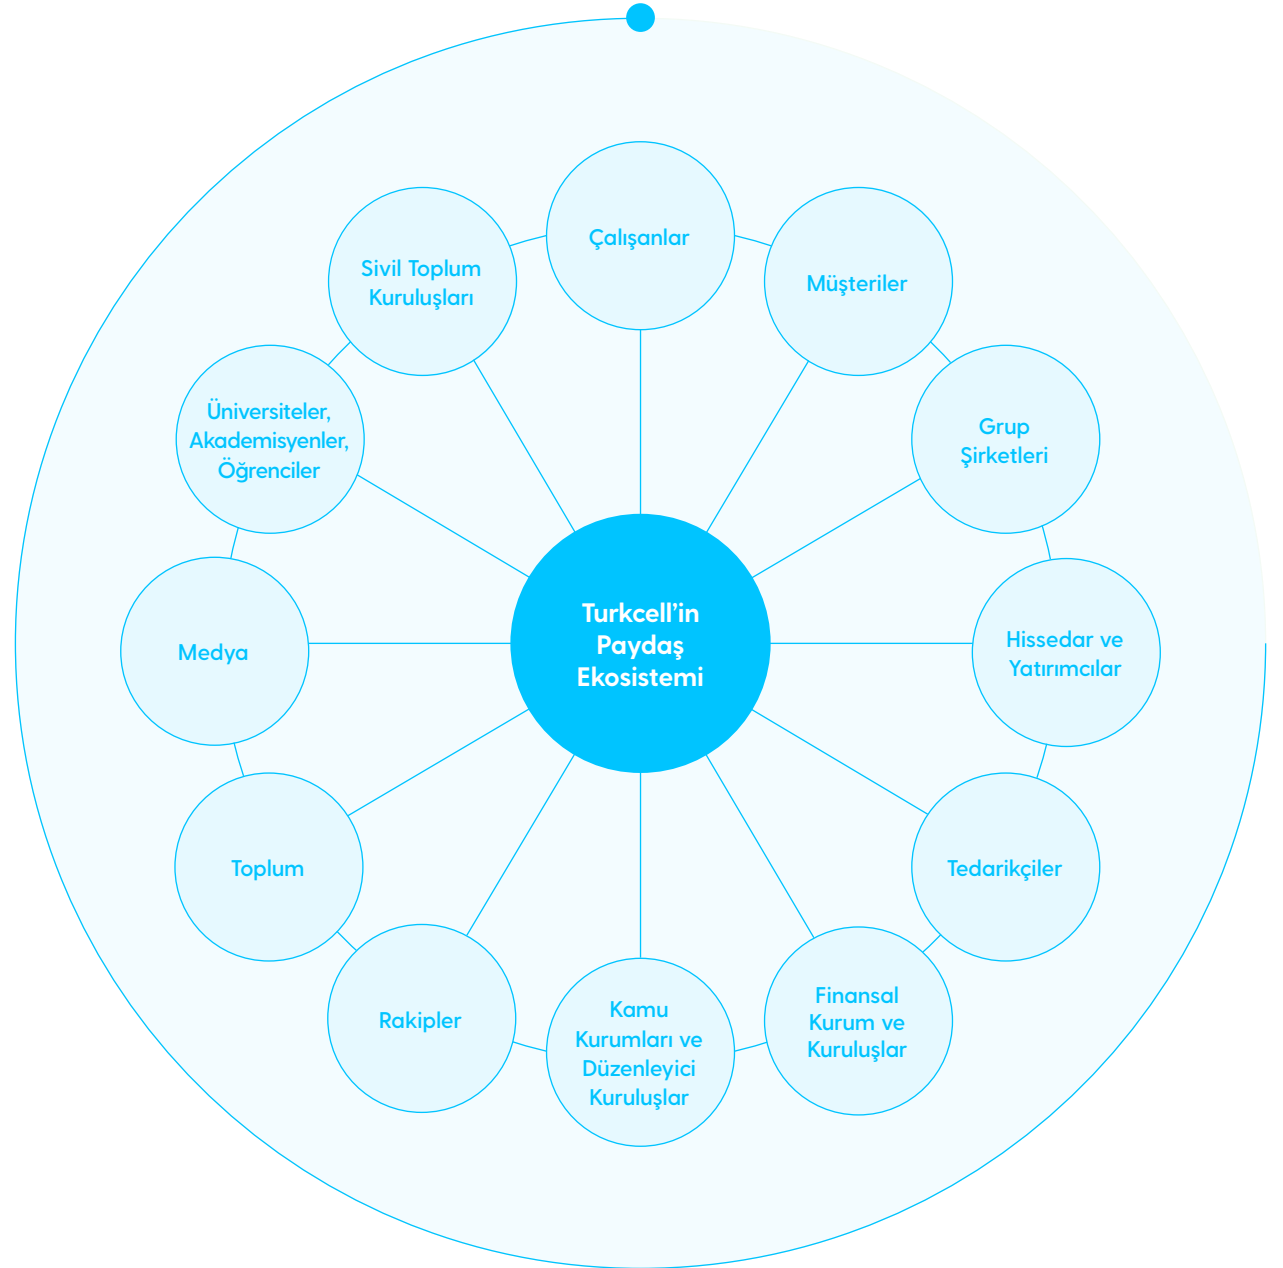 Çalışanlar
Müşteriler
Grup
Şirketleri
Hissedar ve
Yatırımcılar
Tedarikçiler
Finansal
Kurum ve
Kuruluşlar
Kamu
Kurumları ve
Düzenleyici
Kuruluşlar
Rakipler
Toplum
Medya
Üniversiteler,
Akademisyenler,
Öğrenciler
Sivil Toplum
Kuruluşları
Turkcell’in
Paydaş
Ekosistemi